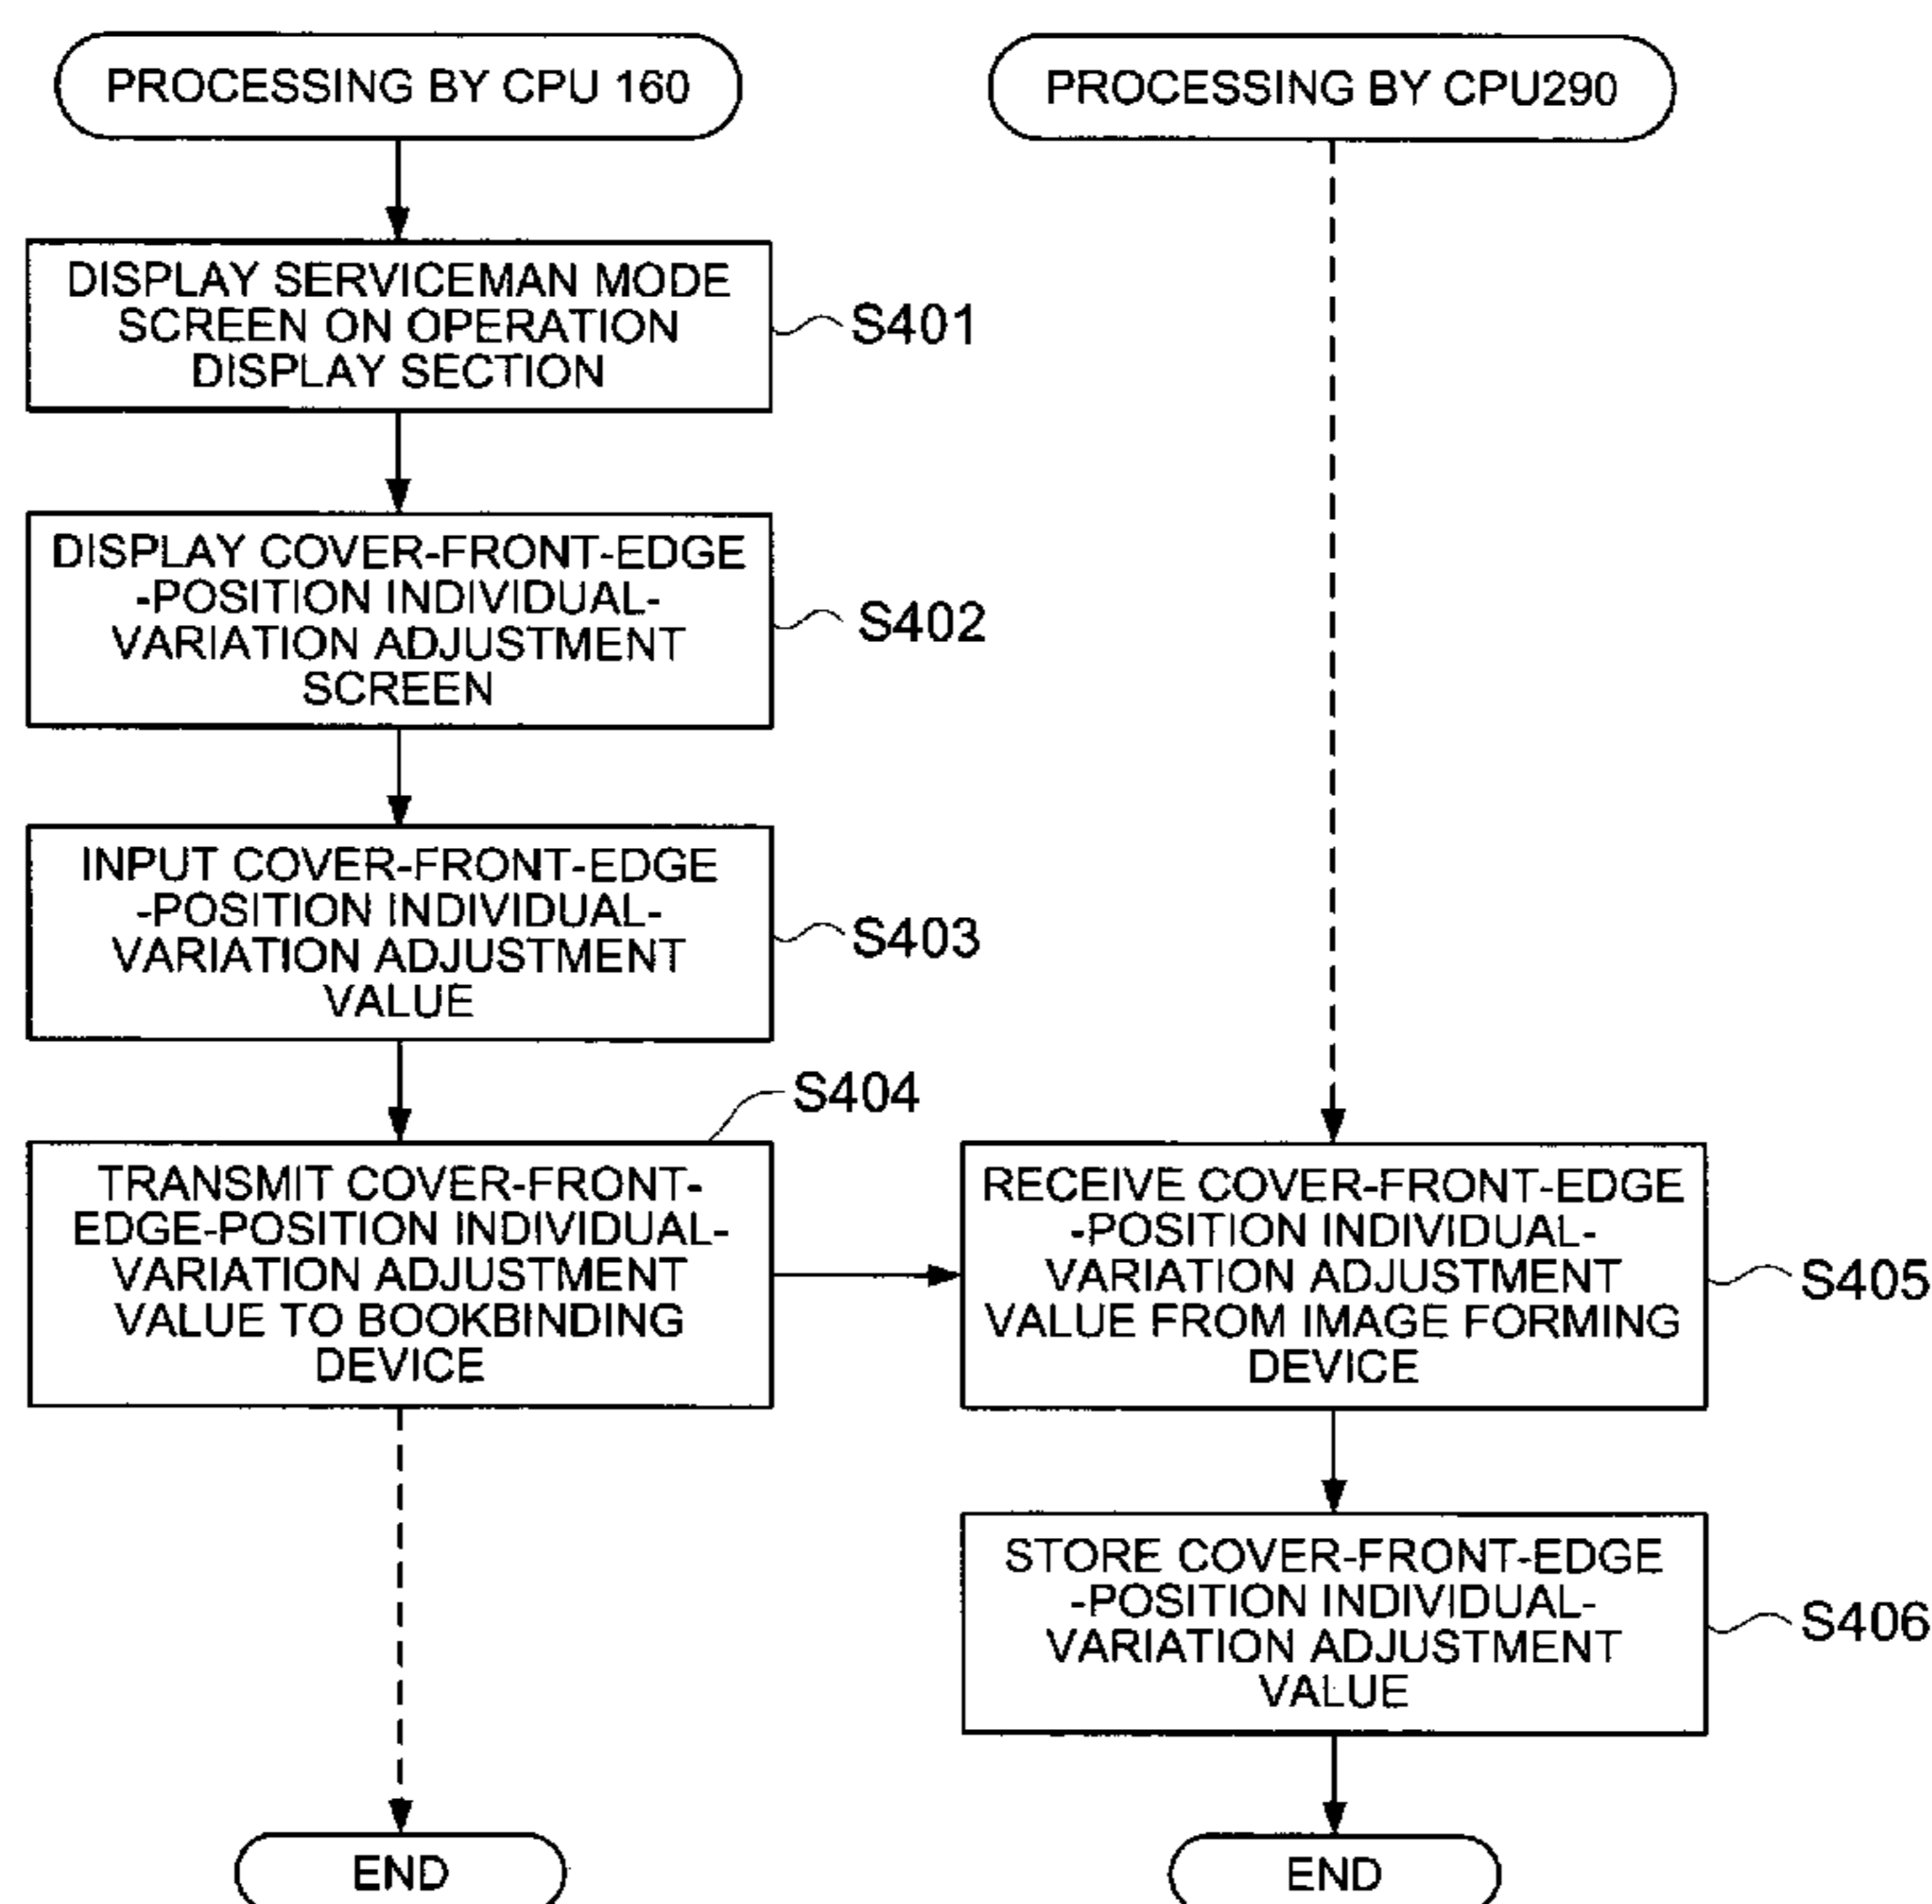 PROCESSING BY CPU 160
DISPLAY SERVICEMAN MODE
SCREEN ON OPERATION
DISPLAY SECTION
S401
DISPLAY COVER-FRONT-EDGE
-POSITION INDIVIDUAL-
VARIATION ADJUSTMENT
SCREEN
S402
INPUT COVER-FRONT-EDGE
-POSITION INDIVIDUAL-
VARIATION ADJUSTMENT
VALUE
S403
S404
TRANSMIT COVER-FRONT-
EDGE-POSITION INDIVIDUAL-
VARIATION ADJUSTMENT
VALUE TO BOOKBINDING
DEVICE
END
PROCESSING BY CPU290
RECEIVE COVER-FRONT-EDGE
-POSITION INDIVIDUAL-
VARIATION ADJUSTMENT
VALUE FROM IMAGE FORMING
DEVICE
S405
STORE COVER-FRONT-EDGE
-POSITION INDIVIDUAL-
VARIATION ADJUSTMENT
VALUE
S406
END